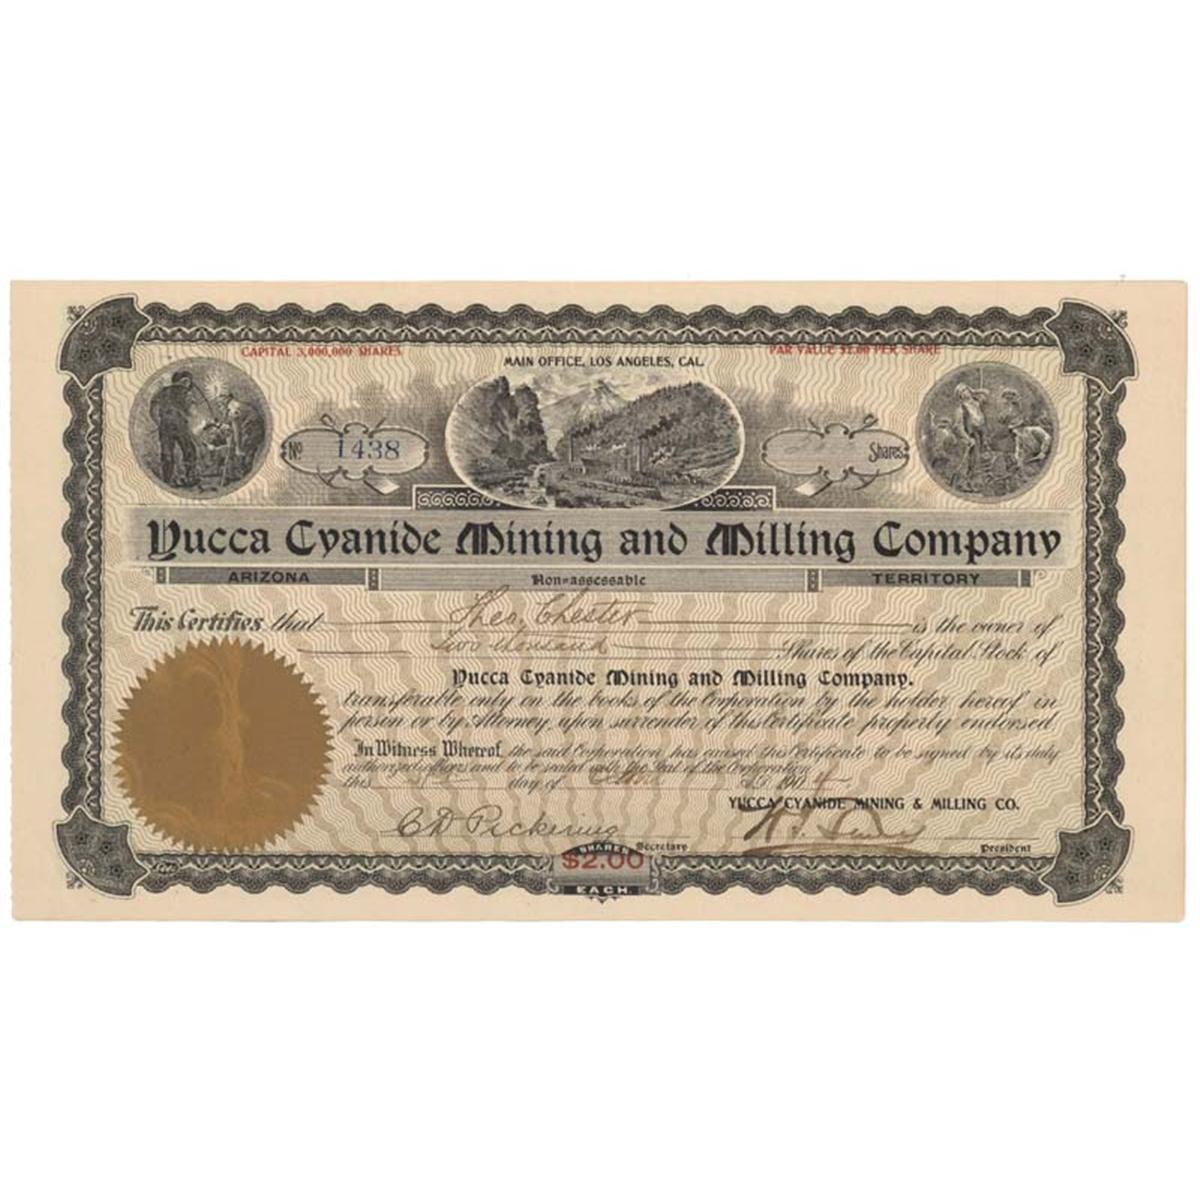 CAPITAL 3,000,000 SHARES
MAIN OFFICE, LOS ANGELES, CAL.
PAR VALUE $2.00 PER SHARE
No 1438
Shares
Yucca Cyanide Mining and Milling Company
ARIZONA Non=assessable TERRITORY
This Certifies that Theo. Chester is the owner of
Two thousand Shares of the Capital Stock of
Yucca Cyanide Mining and Milling Company.
transferable only on the books of the Corporation by the holder hereof in
person or by Attorney, upon surrender of this Certificate properly endorsed
In Witness Whereof, the said Corporation has caused this Certificate to be signed by its duly
authorized officers and to be sealed with the Seal of the Corporation
this day of A.D. 1904
YUCCA CYANIDE MINING & MILLING CO.
C D Pickering Secretary President
SHARES
$2.00
EACH.